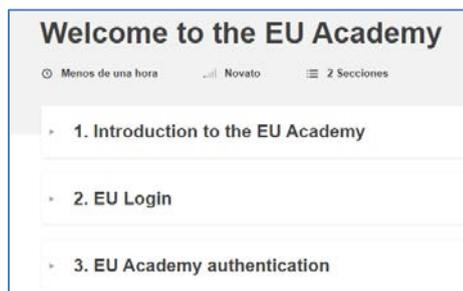 Welcome to the EU Academy
Menos de una hora Novato 2 Secciones
1. Introduction to the EU Academy
2. EU Login
3. EU Academy authentication